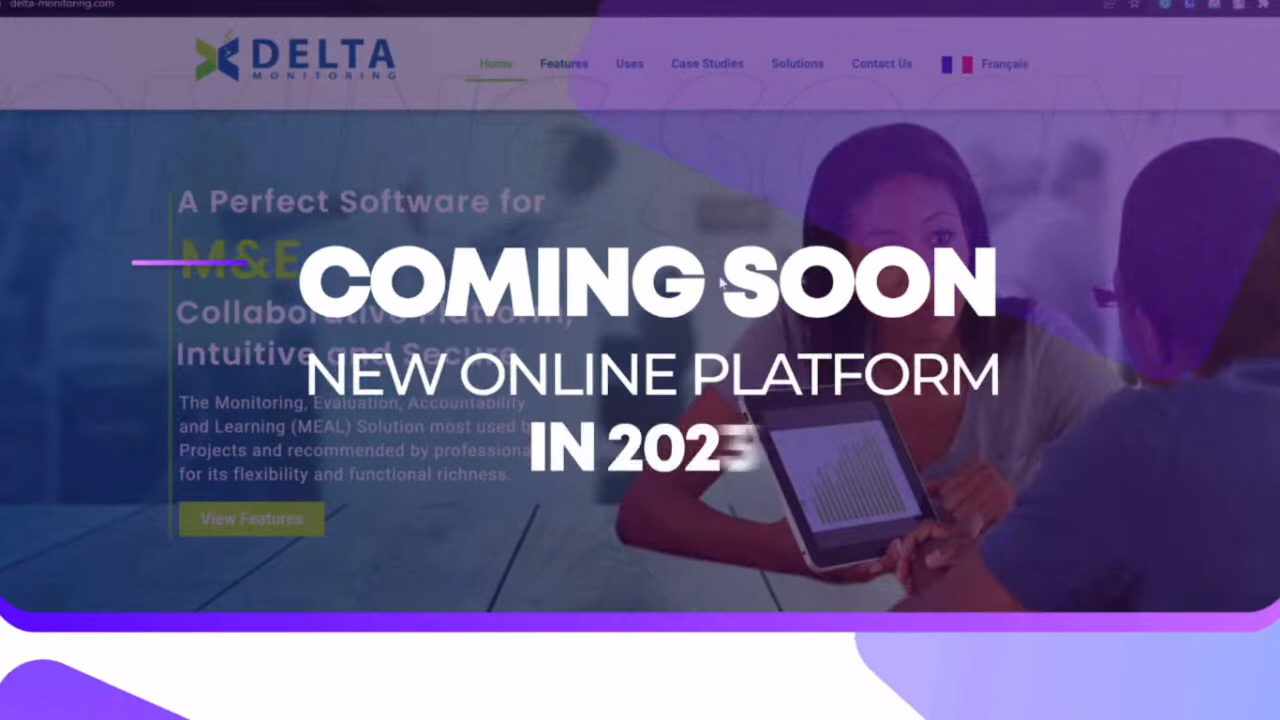 delta-monitoring.com
DELTA
MONITORING
Home Features Uses Case Studies Solutions Contact Us Français
A Perfect Software for
M&E
COMING SOON
Collaborative Platform,
Intuitive and Secure
NEW ONLINE PLATFORM
The Monitoring, Evaluation, Accountability
and Learning (MEAL) Solution most used
IN 202
Projects and recommended by
for its flexibility and functional richness.
View Features